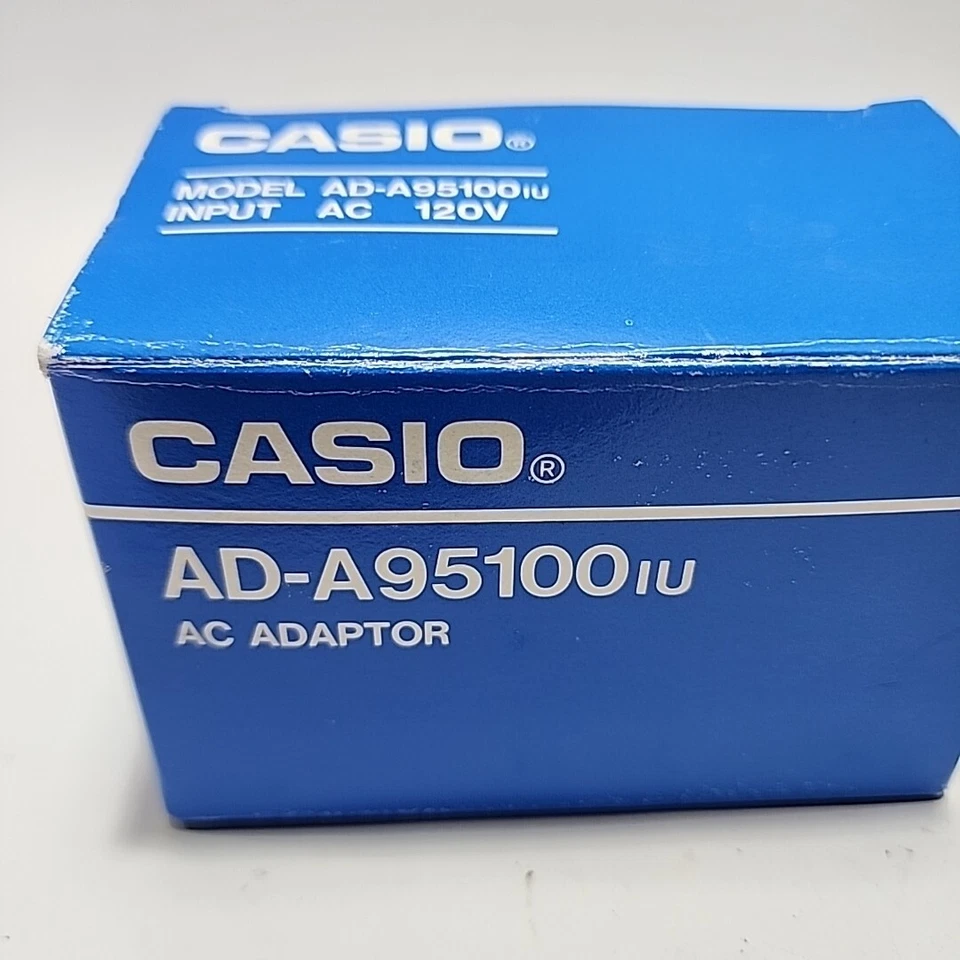 CASIO®
MODEL AD-A95100IU
INPUT AC 120V
CASIO®
AD-A95100IU
AC ADAPTOR